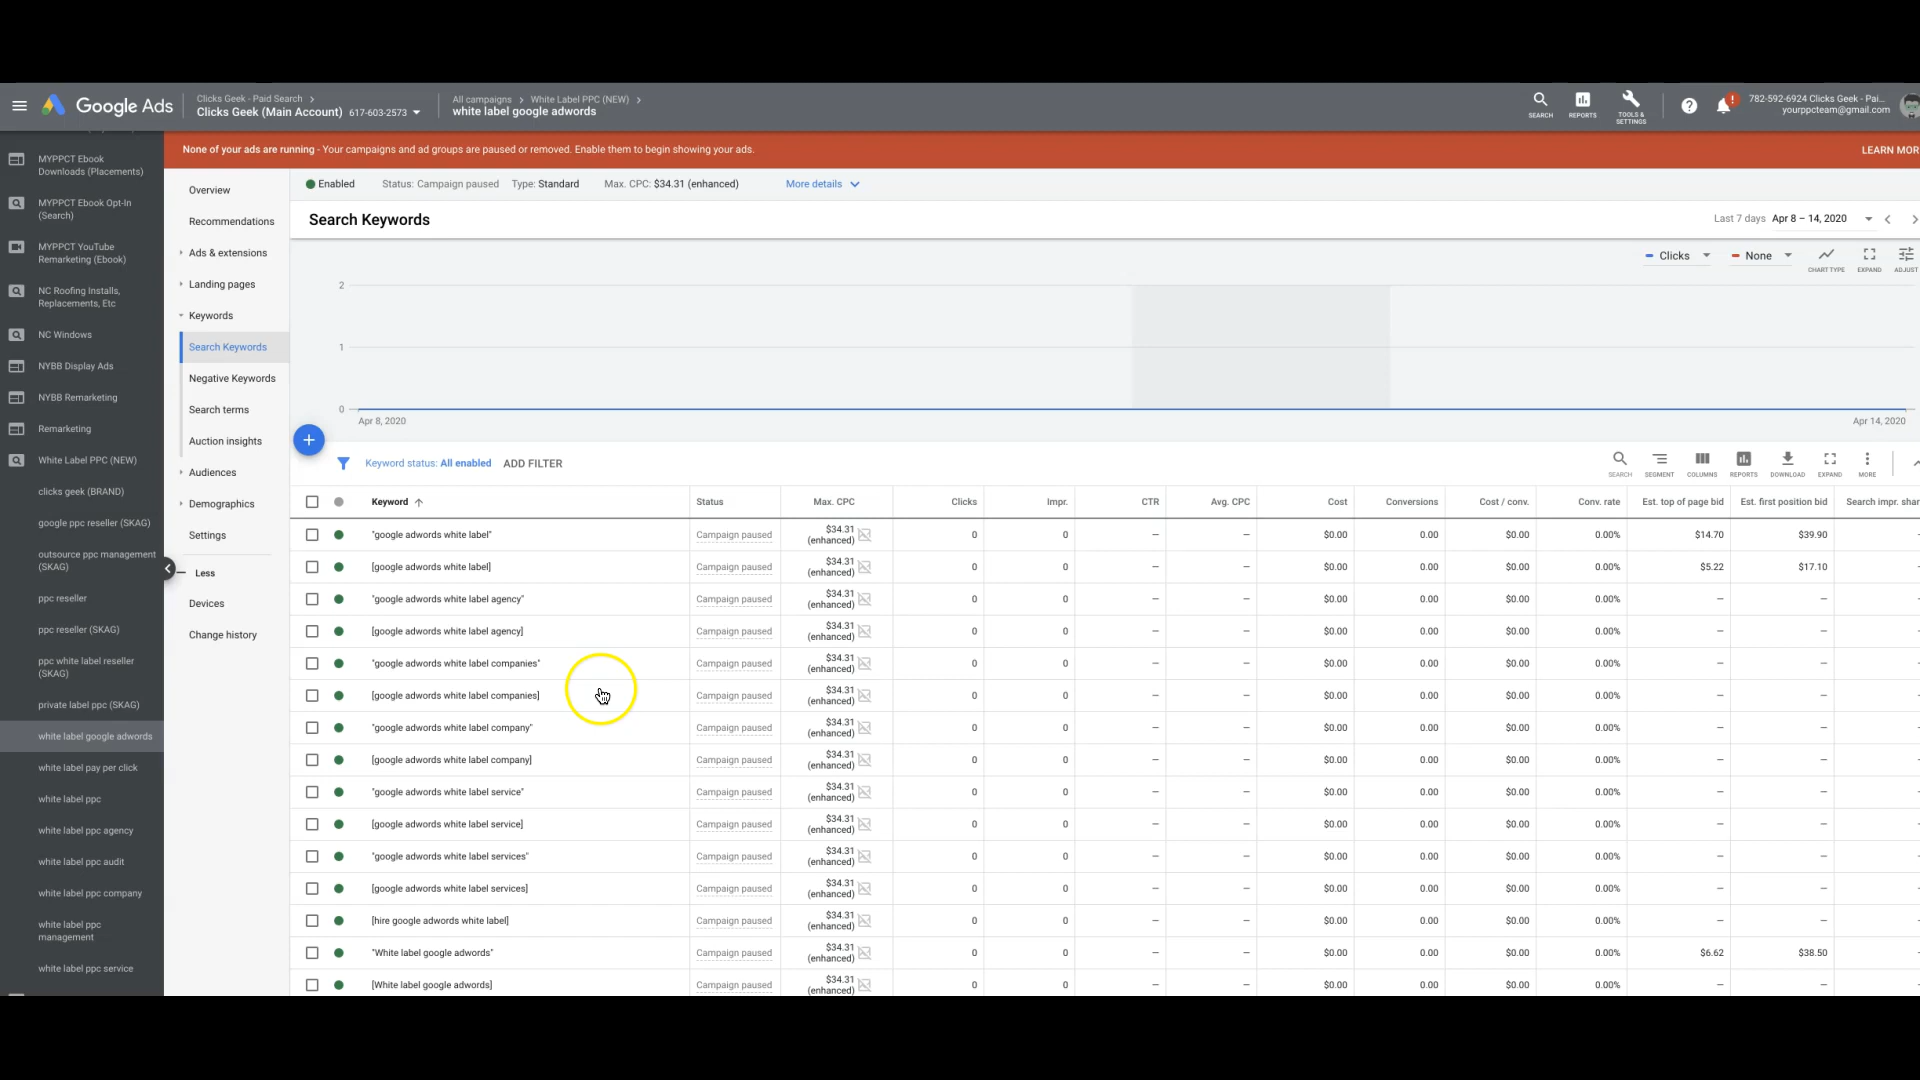 Google Ads
Clicks Geek - Paid Search >
Clicks Geek (Main Account) 617-603-2573
All campaigns > White Label PPC (NEW) >
white label google adwords
SEARCH
REPORTS
TOOLS &
SETTINGS
!
782-592-6924 Clicks Geek - Pai...
yourppcteam@gmail.com
None of your ads are running - Your campaigns and ad groups are paused or removed. Enable them to begin showing your ads.
LEARN MOR
MYPPCT Ebook
Downloads (Placements)
MYPPCT Ebook Opt-In
(Search)
MYPPCT YouTube
Remarketing (Ebook)
NC Roofing Installs,
Replacements, Etc
NC Windows
NYBB Display Ads
NYBB Remarketing
Remarketing
White Label PPC (NEW)
clicks geek (BRAND)
google ppc reseller (SKAG)
outsource ppc management
(SKAG)
ppc reseller
ppc reseller (SKAG)
ppc white label reseller
(SKAG)
private label ppc (SKAG)
white label google adwords
white label pay per click
white label ppc
white label ppc agency
white label ppc audit
white label ppc company
white label ppc
management
white label ppc service
Overview
Recommendations
Ads & extensions
Landing pages
Keywords
Search Keywords
Negative Keywords
Search terms
Auction insights
Audiences
Demographics
Settings
Less
Devices
Change history
Enabled Status: Campaign paused Type: Standard Max. CPC: $34.31 (enhanced) More details
Search Keywords
Last 7 days Apr 8 – 14, 2020
Clicks None
CHART TYPE EXPAND ADJUST
2
1
0
Apr 8, 2020 Apr 14, 2020
Keyword status: All enabled ADD FILTER
SEARCH SEGMENT COLUMNS REPORTS DOWNLOAD EXPAND MORE
Keyword Status Max. CPC Clicks Impr. CTR Avg. CPC Cost Conversions Cost / conv. Conv. rate Est. top of page bid Est. first position bid Search impr. shar
"google adwords white label" Campaign paused $34.31 (enhanced) 0 0 – – $0.00 0.00 $0.00 0.00% $14.70 $39.90 –
[google adwords white label] Campaign paused $34.31 (enhanced) 0 0 – – $0.00 0.00 $0.00 0.00% $5.22 $17.10 –
"google adwords white label agency" Campaign paused $34.31 (enhanced) 0 0 – – $0.00 0.00 $0.00 0.00% – – –
[google adwords white label agency] Campaign paused $34.31 (enhanced) 0 0 – – $0.00 0.00 $0.00 0.00% – – –
"google adwords white label companies" Campaign paused $34.31 (enhanced) 0 0 – – $0.00 0.00 $0.00 0.00% – – –
[google adwords white label companies] Campaign paused $34.31 (enhanced) 0 0 – – $0.00 0.00 $0.00 0.00% – – –
"google adwords white label company" Campaign paused $34.31 (enhanced) 0 0 – – $0.00 0.00 $0.00 0.00% – – –
[google adwords white label company] Campaign paused $34.31 (enhanced) 0 0 – – $0.00 0.00 $0.00 0.00% – – –
"google adwords white label service" Campaign paused $34.31 (enhanced) 0 0 – – $0.00 0.00 $0.00 0.00% – – –
[google adwords white label service] Campaign paused $34.31 (enhanced) 0 0 – – $0.00 0.00 $0.00 0.00% – – –
"google adwords white label services" Campaign paused $34.31 (enhanced) 0 0 – – $0.00 0.00 $0.00 0.00% – – –
[google adwords white label services] Campaign paused $34.31 (enhanced) 0 0 – – $0.00 0.00 $0.00 0.00% – – –
[hire google adwords white label] Campaign paused $34.31 (enhanced) 0 0 – – $0.00 0.00 $0.00 0.00% – – –
"White label google adwords" Campaign paused $34.31 (enhanced) 0 0 – – $0.00 0.00 $0.00 0.00% $6.62 $38.50 –
[White label google adwords] Campaign paused $34.31 (enhanced) 0 0 – – $0.00 0.00 $0.00 0.00% – – –